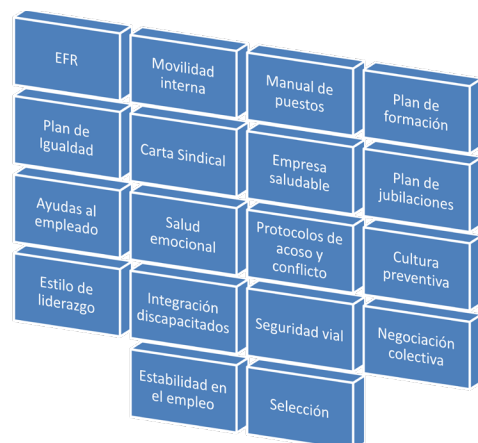 EFR
Movilidad
interna
Manual de
puestos
Plan de
formación
Plan de
Igualdad
Carta Sindical
Empresa
saludable
Plan de
jubilaciones
Ayudas al
empleado
Salud
emocional
Protocolos de
acoso y
conflicto
Cultura
preventiva
Estilo de
liderazgo
Integración
discapacitados
Seguridad vial
Negociación
colectiva
Estabilidad en
el empleo
Selección